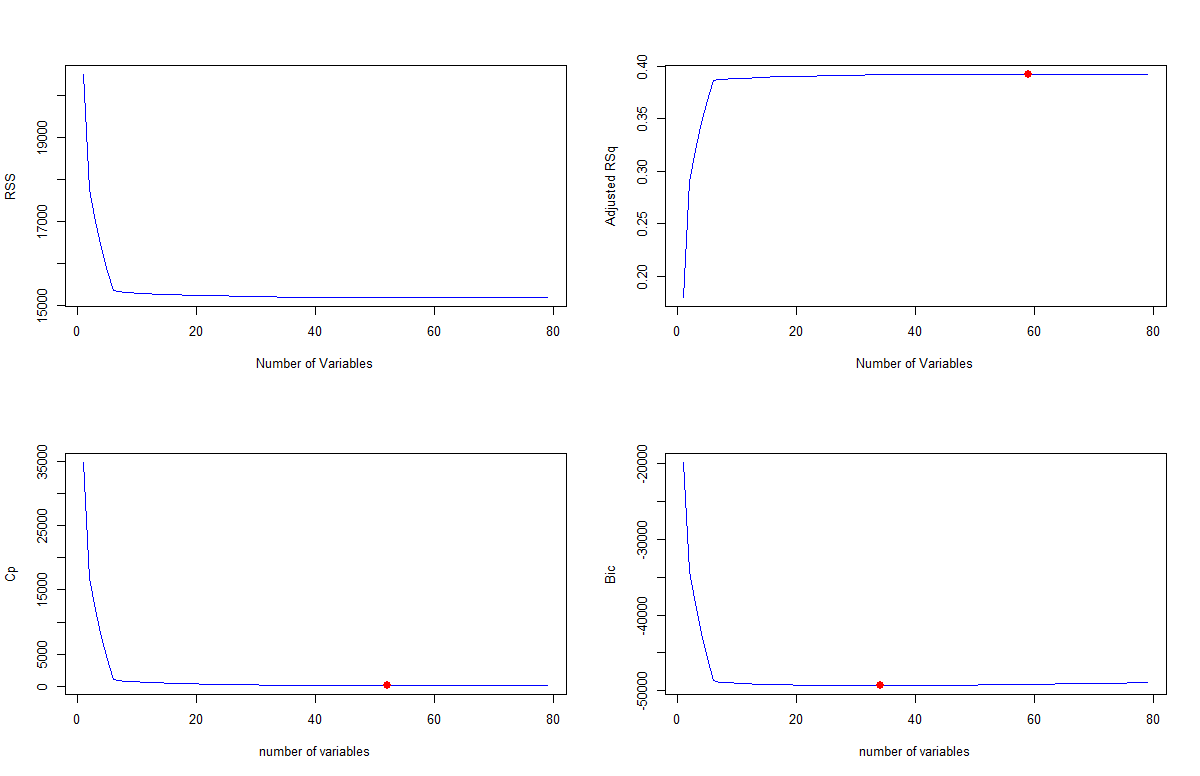 RSS
15000 17000 19000
0 20 40 60 80
Number of Variables
Adjusted RSq
0.20 0.25 0.30 0.35 0.40
0 20 40 60 80
Number of Variables
Cp
0 5000 15000 25000 35000
0 20 40 60 80
number of variables
Bic
-50000 -40000 -30000 -20000
0 20 40 60 80
number of variables